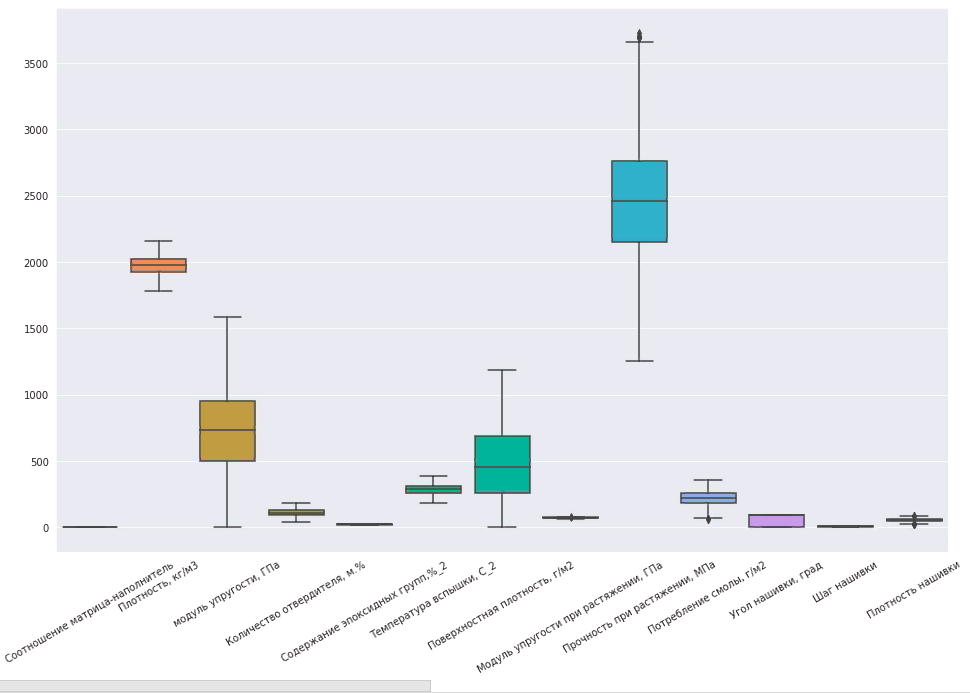 3500
3000
2500
2000
1500
1000
500
0
Соотношение матрица-наполнитель
Плотность, кг/м3
модуль упругости, ГПа
Количество отвердителя, м.%
Содержание эпоксидных групп,%_2
Температура вспышки, С_2
Поверхностная плотность, г/м2
Модуль упругости при растяжении, ГПа
Прочность при растяжении, МПа
Потребление смолы, г/м2
Угол нашивки, град
Шаг нашивки
Плотность нашивки